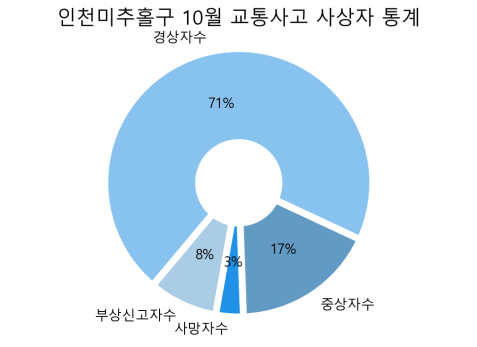 인천미추홀구 10월 교통사고 사상자 통계
경상자수
71%
8%
3%
17%
부상신고자수
사망자수
중상자수